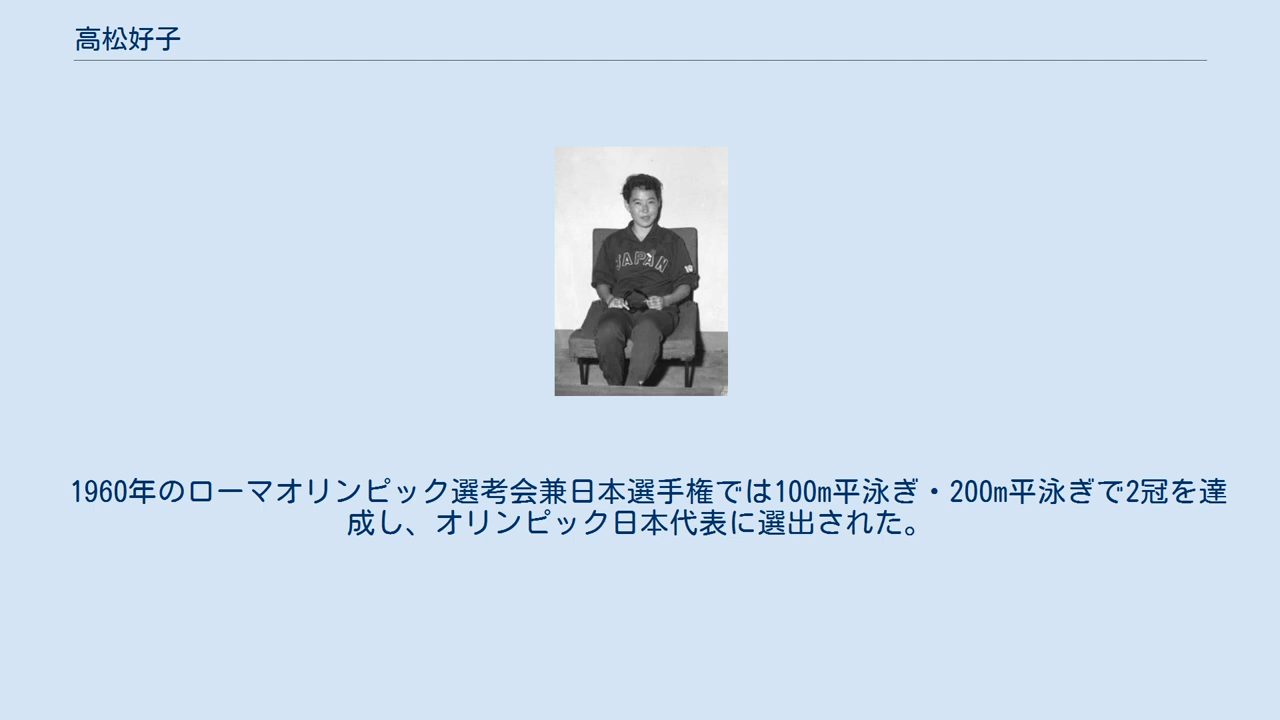 高松好子
JAPAN
1960年のローマオリンピック選考会兼日本選手権では100m平泳ぎ・200m平泳ぎで2冠を達
成し、オリンピック日本代表に選出された。